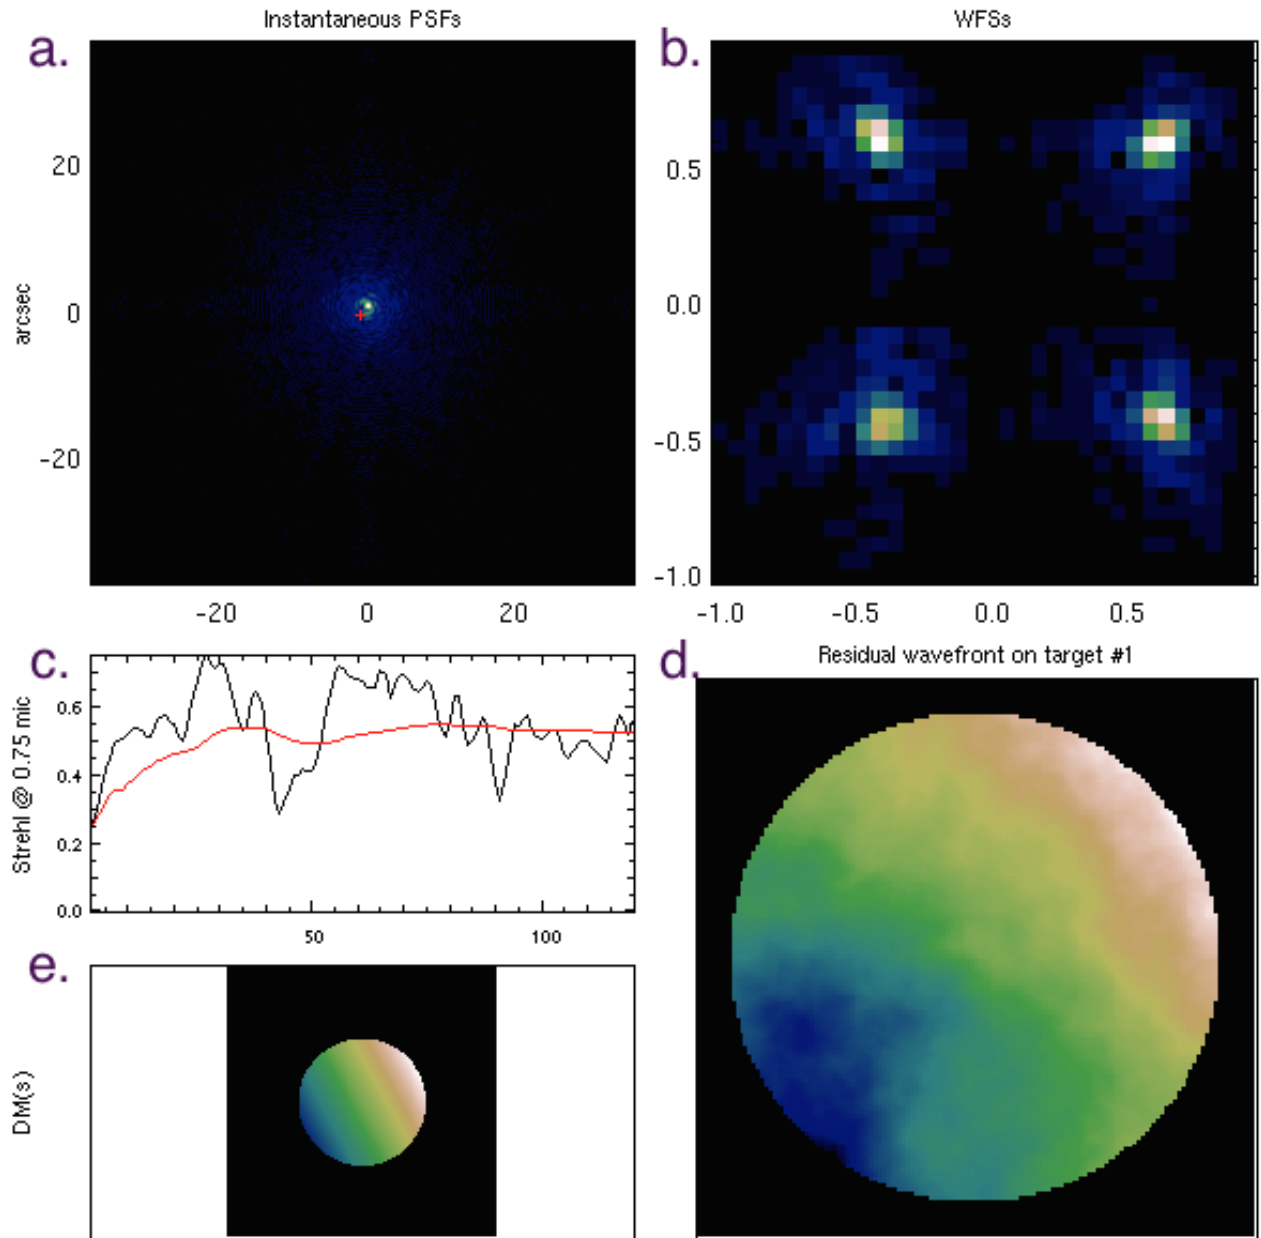 Instantaneous PSFs
WFSs
a.
b.
20
0
-20
arcsec
-20
0
20
0.5
0.0
-0.5
-1.0
-1.0
-0.5
0.0
0.5
c.
d.
Residual wavefront on target #1
0.6
0.4
0.2
0.0
Strehl @ 0.75 mic
50
100
e.
DM(s)